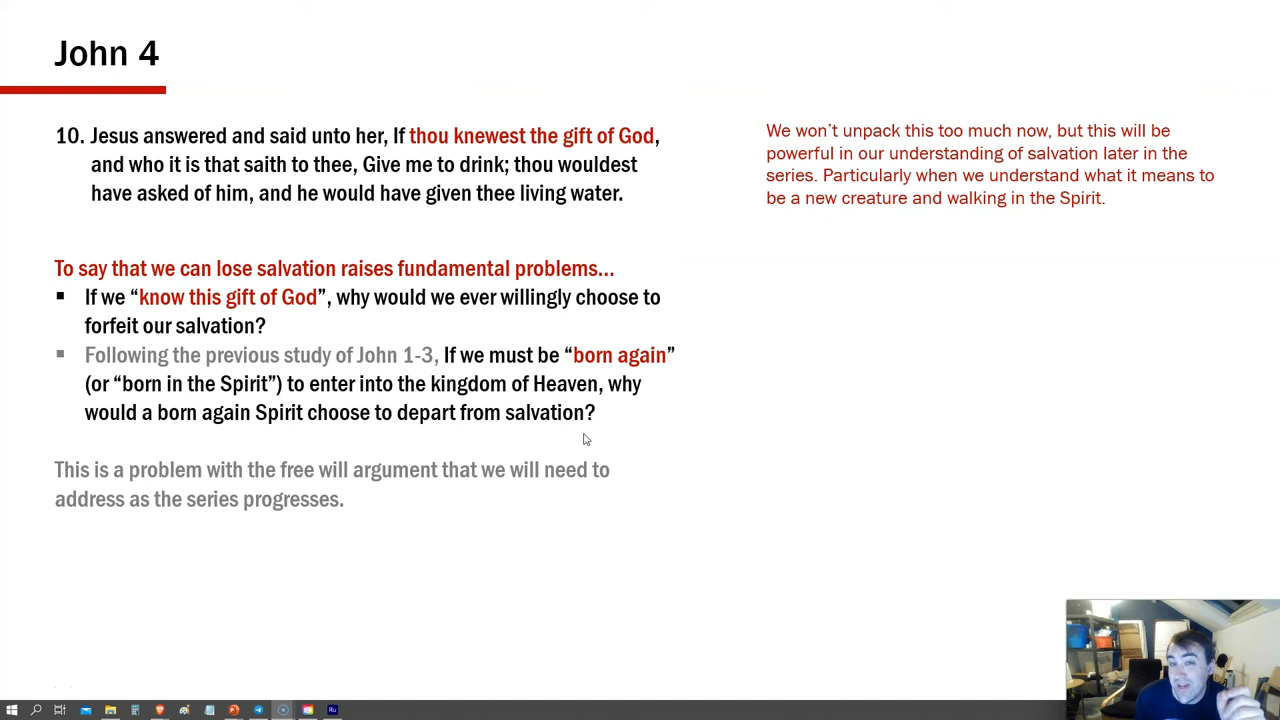 John 4
10. Jesus answered and said unto her, If thou knewest the gift of God,
and who it is that saith to thee, Give me to drink; thou wouldest
have asked of him, and he would have given thee living water.
To say that we can lose salvation raises fundamental problems...
If we “know this gift of God”, why would we ever willingly choose to
forfeit our salvation?
Following the previous study of John 1-3, If we must be “born again”
(or “born in the Spirit”) to enter into the kingdom of Heaven, why
would a born again Spirit choose to depart from salvation?
This is a problem with the free will argument that we will need to
address as the series progresses.
We won’t unpack this too much now, but this will be
powerful in our understanding of salvation later in the
series. Particularly when we understand what it means to
be a new creature and walking in the Spirit.
Ru